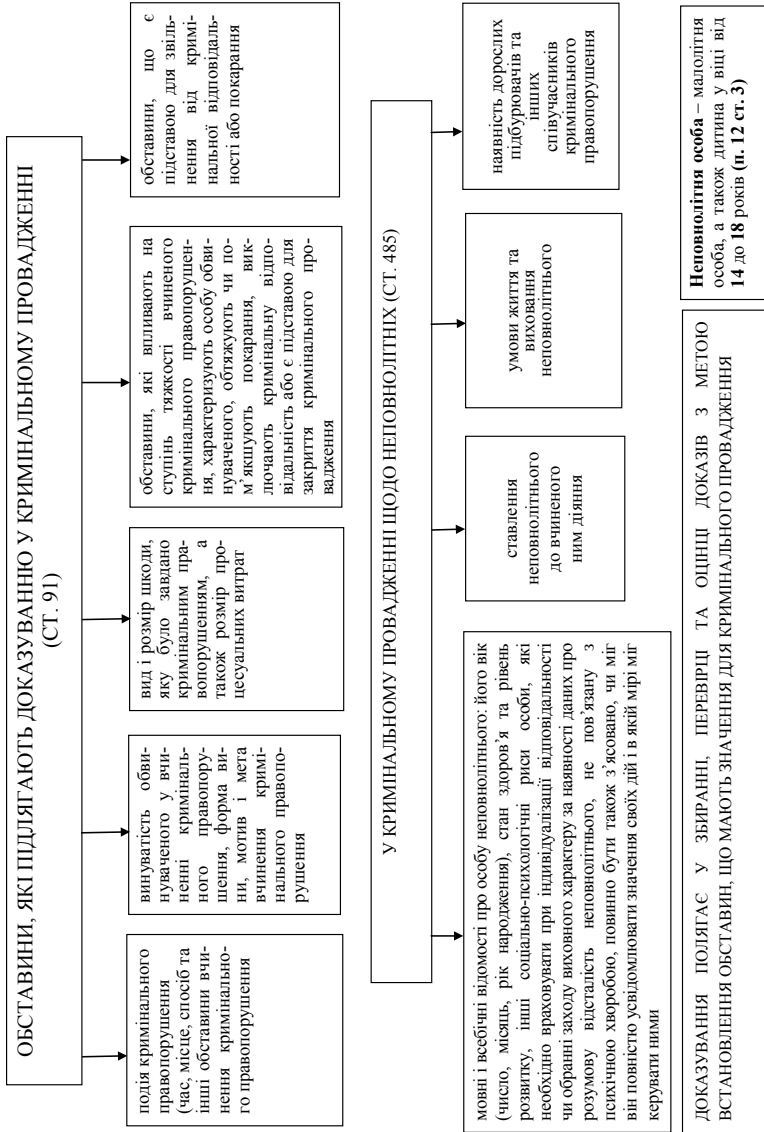 ОБСТАВИНИ, ЯКІ ПІДЛЯГАЮТЬ ДОКАЗУВАННЮ У КРИМІНАЛЬНОМУ ПРОВАДЖЕННІ
(СТ. 91)
подія кримінального
правопорушення
(час, місце, спосіб та
інші обставини вчи-
нення кримінально-
го правопорушення
винуватість обви-
нуваченого у вчи-
ненні криміналь-
ного правопору-
шення, форма ви-
ни, мотив і мета
вчинення кримі-
нального правопо-
рушення
вид і розмір шкоди,
яку було завдано
кримінальним пра-
вопорушенням, а
також розмір про-
цесуальних витрат
обставини, які впливають на
ступінь тяжкості вчиненого
кримінального правопорушен-
ня, характеризують особу обви-
нуваченого, обтяжують чи по-
м’якшують покарання, вик-
лючають кримінальну відпо-
відальність або є підставою для
закриття кримінального про-
вадження
обставини, що є
підставою для звіль-
нення від кримі-
нальної відповідаль-
ності або покарання
У КРИМІНАЛЬНОМУ ПРОВАДЖЕННІ ЩОДО НЕПОВНОЛІТНІХ (СТ. 485)
мовні і всебічні відомості про особу неповнолітнього: його вік
(число, місяць, рік народження), стан здоров’я та рівень
розвитку, інші соціально-психологічні риси особи, які
необхідно враховувати при індивідуалізації відповідальності
чи обранні заходу виховного характеру за наявності даних про
розумову відсталість неповнолітнього, не пов’язану з
психічною хворобою, повинно бути також з’ясовано, чи міг
він повністю усвідомлювати значення своїх дій і в якій мірі міг
керувати ними
ставлення
неповнолітнього
до вчиненого
ним діяння
умови життя та
виховання
неповнолітнього
наявність дорослих
підбурювачів та
інших
співучасників
кримінального
правопорушення
ДОКАЗУВАННЯ ПОЛЯГАЄ У ЗБИРАННІ, ПЕРЕВІРЦІ ТА ОЦІНЦІ ДОКАЗІВ З МЕТОЮ
ВСТАНОВЛЕННЯ ОБСТАВИН, ЩО МАЮТЬ ЗНАЧЕННЯ ДЛЯ КРИМІНАЛЬНОГО ПРОВАДЖЕННЯ
Неповнолітня особа – малолітня
особа, а також дитина у віці від
14 до 18 років (п. 12 ст. 3)